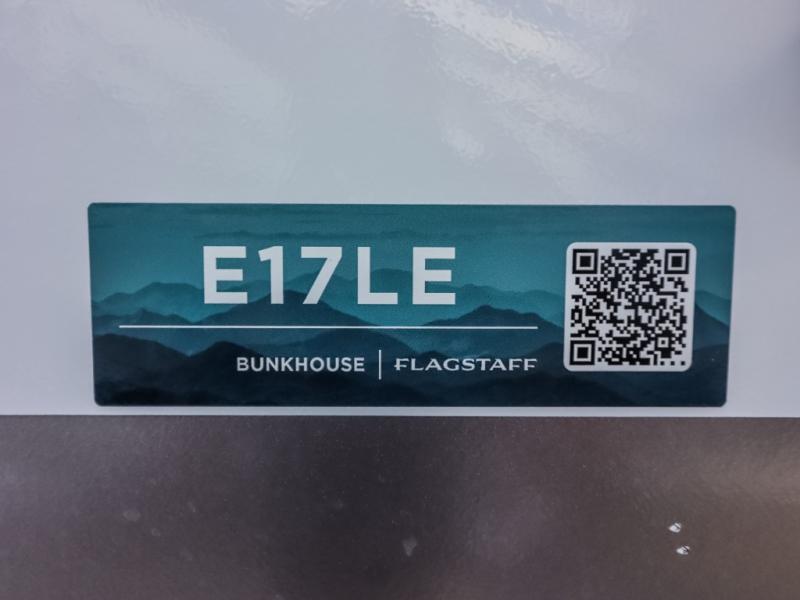 E17LE
BUNKHOUSE | FLAGSTAFF